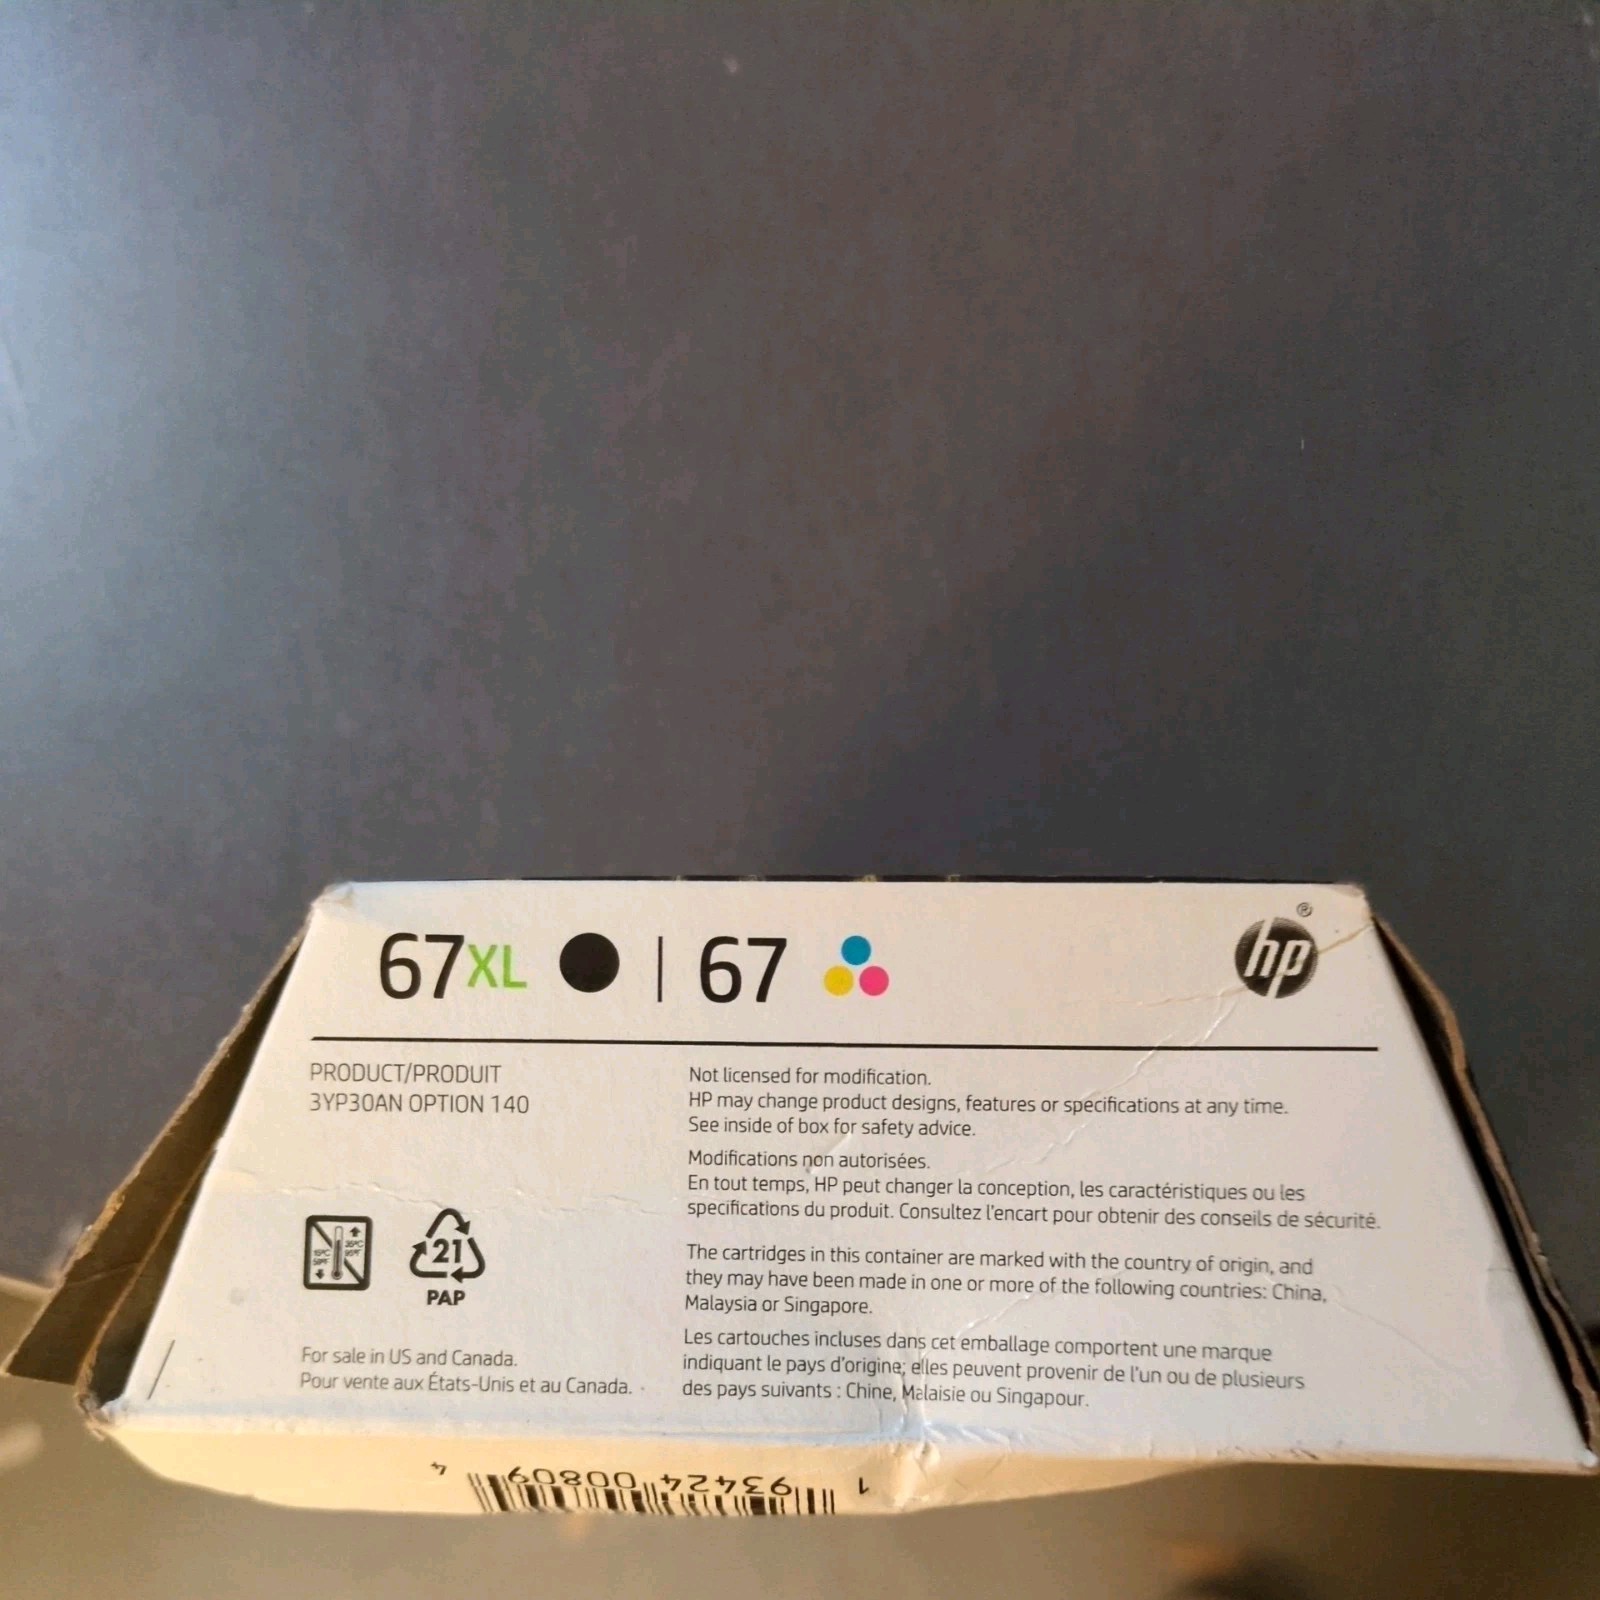 67XL | 67
hp®
PRODUCT/PRODUIT
3YP30AN OPTION 140
Not licensed for modification.
HP may change product designs, features or specifications at any time.
See inside of box for safety advice.
Modifications non autorisées.
En tout temps, HP peut changer la conception, les caractéristiques ou les
specifications du produit. Consultez l'encart pour obtenir des conseils de sécurité.
The cartridges in this container are marked with the country of origin, and
they may have been made in one or more of the following countries: China,
Malaysia or Singapore.
Les cartouches incluses dans cet emballage comportent une marque
indiquant le pays d'origine; elles peuvent provenir de l'un ou de plusieurs
des pays suivants : Chine, Malaisie ou Singapour.
15°C 35°C
59°F 95°F
21
PAP
For sale in US and Canada.
Pour vente aux États-Unis et au Canada.
1 93424 00809 4